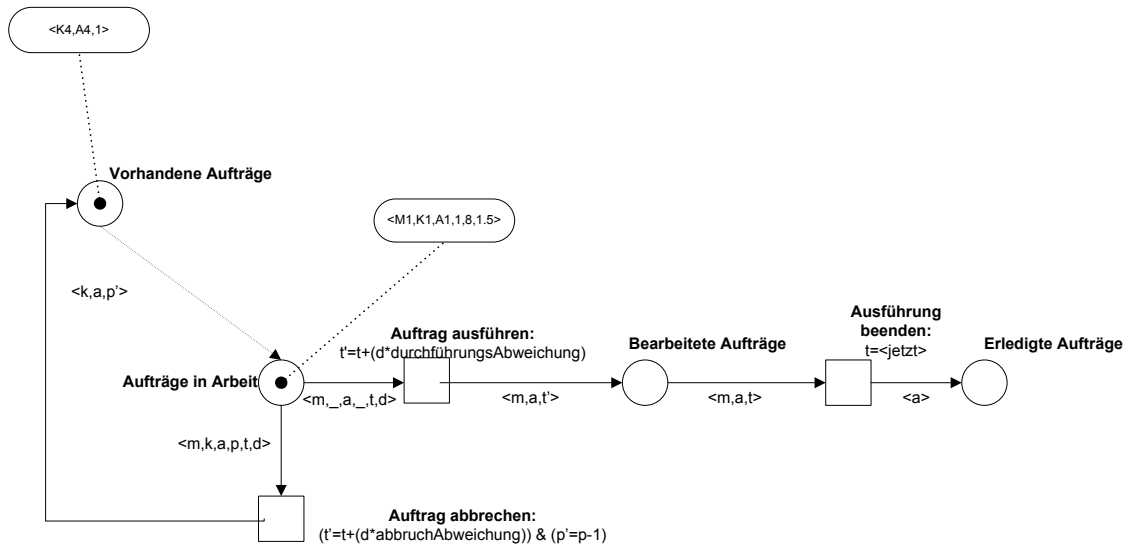 <K4,A4,1>
Vorhandene Aufträge
<M1,K1,A1,1,8,1.5>
<k,a,p’>
Auftrag ausführen:
t'=t+(d*durchführungsAbweichung)
Ausführung
beenden:
t=<jetzt>
Bearbeitete Aufträge
Erledigte Aufträge
Aufträge in Arbeit
<m,_,a,_,t,d>
<m,a,t’>
<m,a,t>
<a>
<m,k,a,p,t,d>
Auftrag abbrechen:
(t’=t+(d*abbruchAbweichung)) & (p’=p-1)